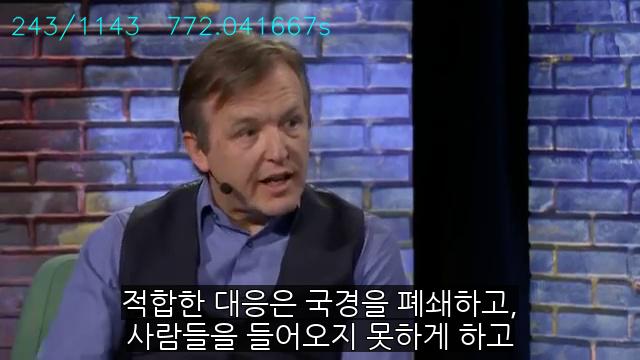 243/1143 772.041667s
적합한 대응은 국경을 폐쇄하고,
사람들을 들어오지 못하게 하고